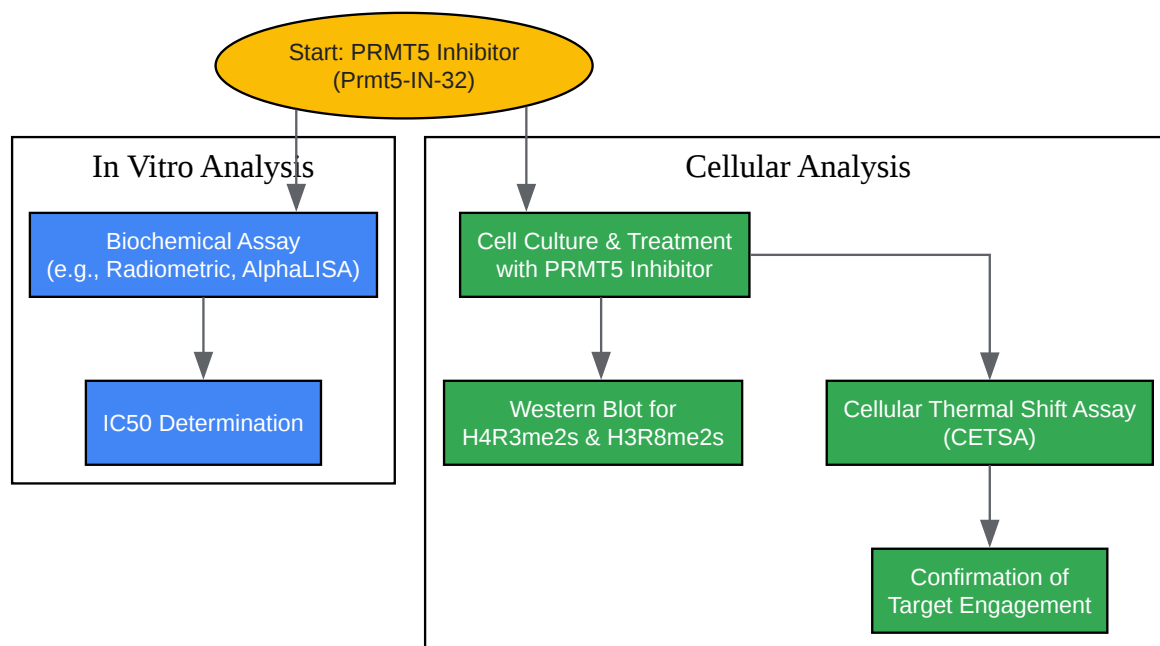 Start: PRMT5 Inhibitor
(Prmt5-IN-32)
In Vitro Analysis
Biochemical Assay
(e.g., Radiometric, AlphaLISA)
IC50 Determination
Cellular Analysis
Cell Culture & Treatment
with PRMT5 Inhibitor
Western Blot for
H4R3me2s & H3R8me2s
Cellular Thermal Shift Assay
(CETSA)
Confirmation of
Target Engagement